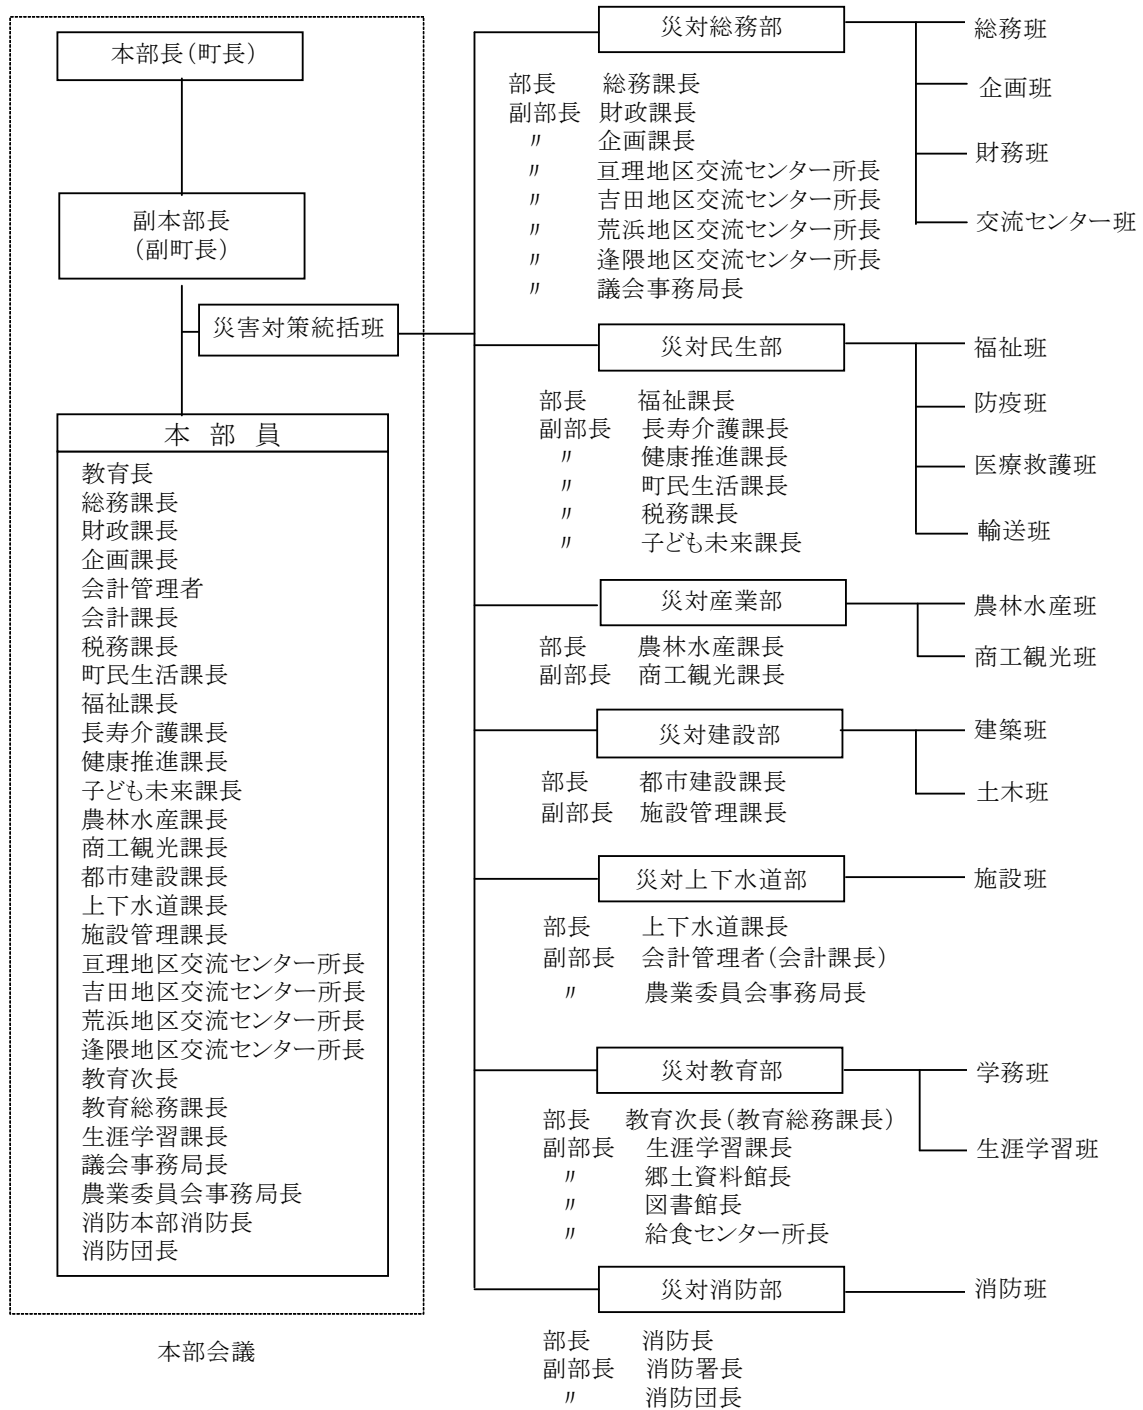 本部長(町長)
副本部長
(副町長)
災害対策統括班
本 部 員
教育長
総務課長
財政課長
企画課長
会計管理者
会計課長
税務課長
町民生活課長
福祉課長
長寿介護課長
健康推進課長
子ども未来課長
農林水産課長
商工観光課長
都市建設課長
上下水道課長
施設管理課長
亘理地区交流センター所長
吉田地区交流センター所長
荒浜地区交流センター所長
逢隈地区交流センター所長
教育次長
教育総務課長
生涯学習課長
議会事務局長
農業委員会事務局長
消防本部消防長
消防団長
本部会議
災対総務部
部長 総務課長
副部長 財政課長
〃 企画課長
〃 亘理地区交流センター所長
〃 吉田地区交流センター所長
〃 荒浜地区交流センター所長
〃 逢隈地区交流センター所長
〃 議会事務局長
総務班
企画班
財務班
交流センター班
災対民生部
部長 福祉課長
副部長 長寿介護課長
〃 健康推進課長
〃 町民生活課長
〃 税務課長
〃 子ども未来課長
福祉班
防疫班
医療救護班
輸送班
災対産業部
部長 農林水産課長
副部長 商工観光課長
農林水産班
商工観光班
災対建設部
部長 都市建設課長
副部長 施設管理課長
建築班
土木班
災対上下水道部
部長 上下水道課長
副部長 会計管理者(会計課長)
〃 農業委員会事務局長
施設班
災対教育部
部長 教育次長(教育総務課長)
副部長 生涯学習課長
〃 郷土資料館長
〃 図書館長
〃 給食センター所長
学務班
生涯学習班
災対消防部
部長 消防長
副部長 消防署長
〃 消防団長
消防班